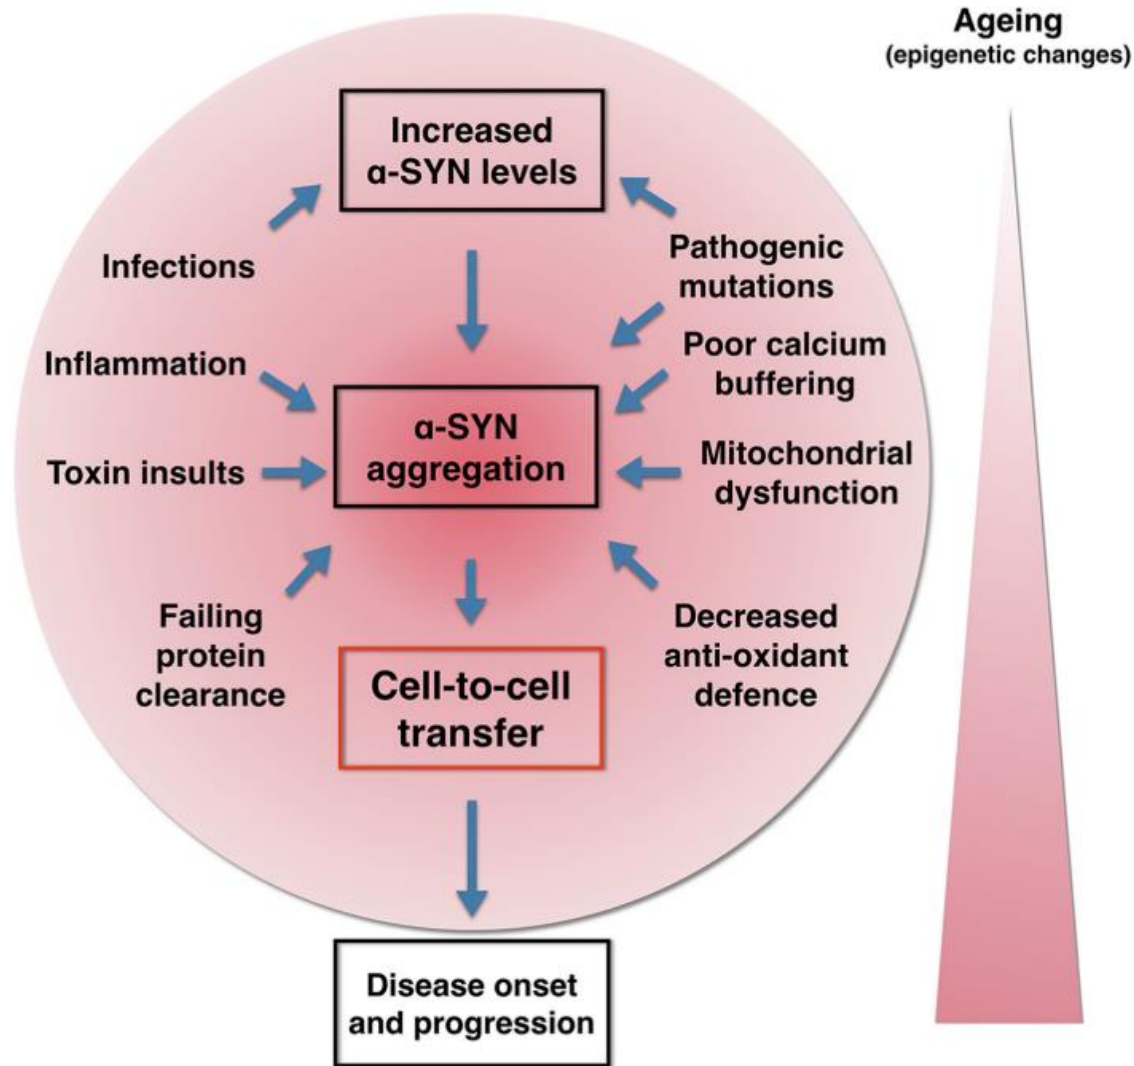 Ageing
(epigenetic changes)
Increased
α-SYN levels
Infections
Pathogenic
mutations
Inflammation
Poor calcium
buffering
α-SYN
aggregation
Toxin insults
Mitochondrial
dysfunction
Failing
protein
clearance
Decreased
anti-oxidant
defence
Cell-to-cell
transfer
Disease onset
and progression